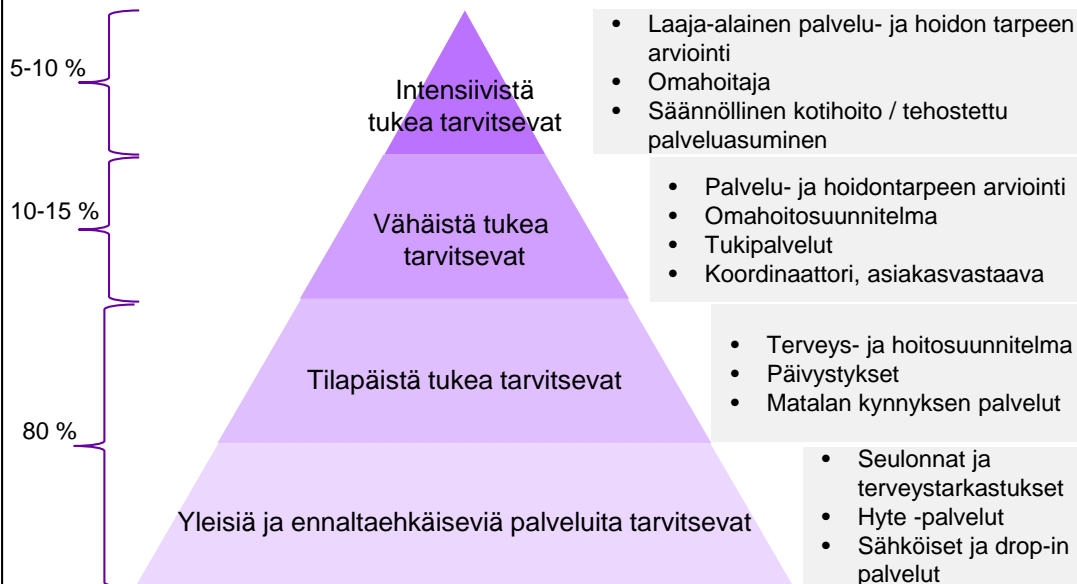 5-10 %
Intensiivistä
tukea tarvitsevat
• Laaja-alainen palvelu- ja hoidon tarpeen
arviointi
• Omahoitaja
• Säännöllinen kotihoito / tehostettu
palveluasuminen
10-15 %
Vähäistä tukea
tarvitsevat
• Palvelu- ja hoidontarpeen arviointi
• Omahoitosuunnitelma
• Tukipalvelut
• Koordinaattori, asiakasvastaava
80 %
Tilapäistä tukea tarvitsevat
• Terveys- ja hoitosuunnitelma
• Päivystykset
• Matalan kynnyksen palvelut
Yleisiä ja ennaltaehkäiseviä palveluita tarvitsevat
• Seulonnat ja
terveystarkastukset
• Hyte -palvelut
• Sähköiset ja drop-in
palvelut